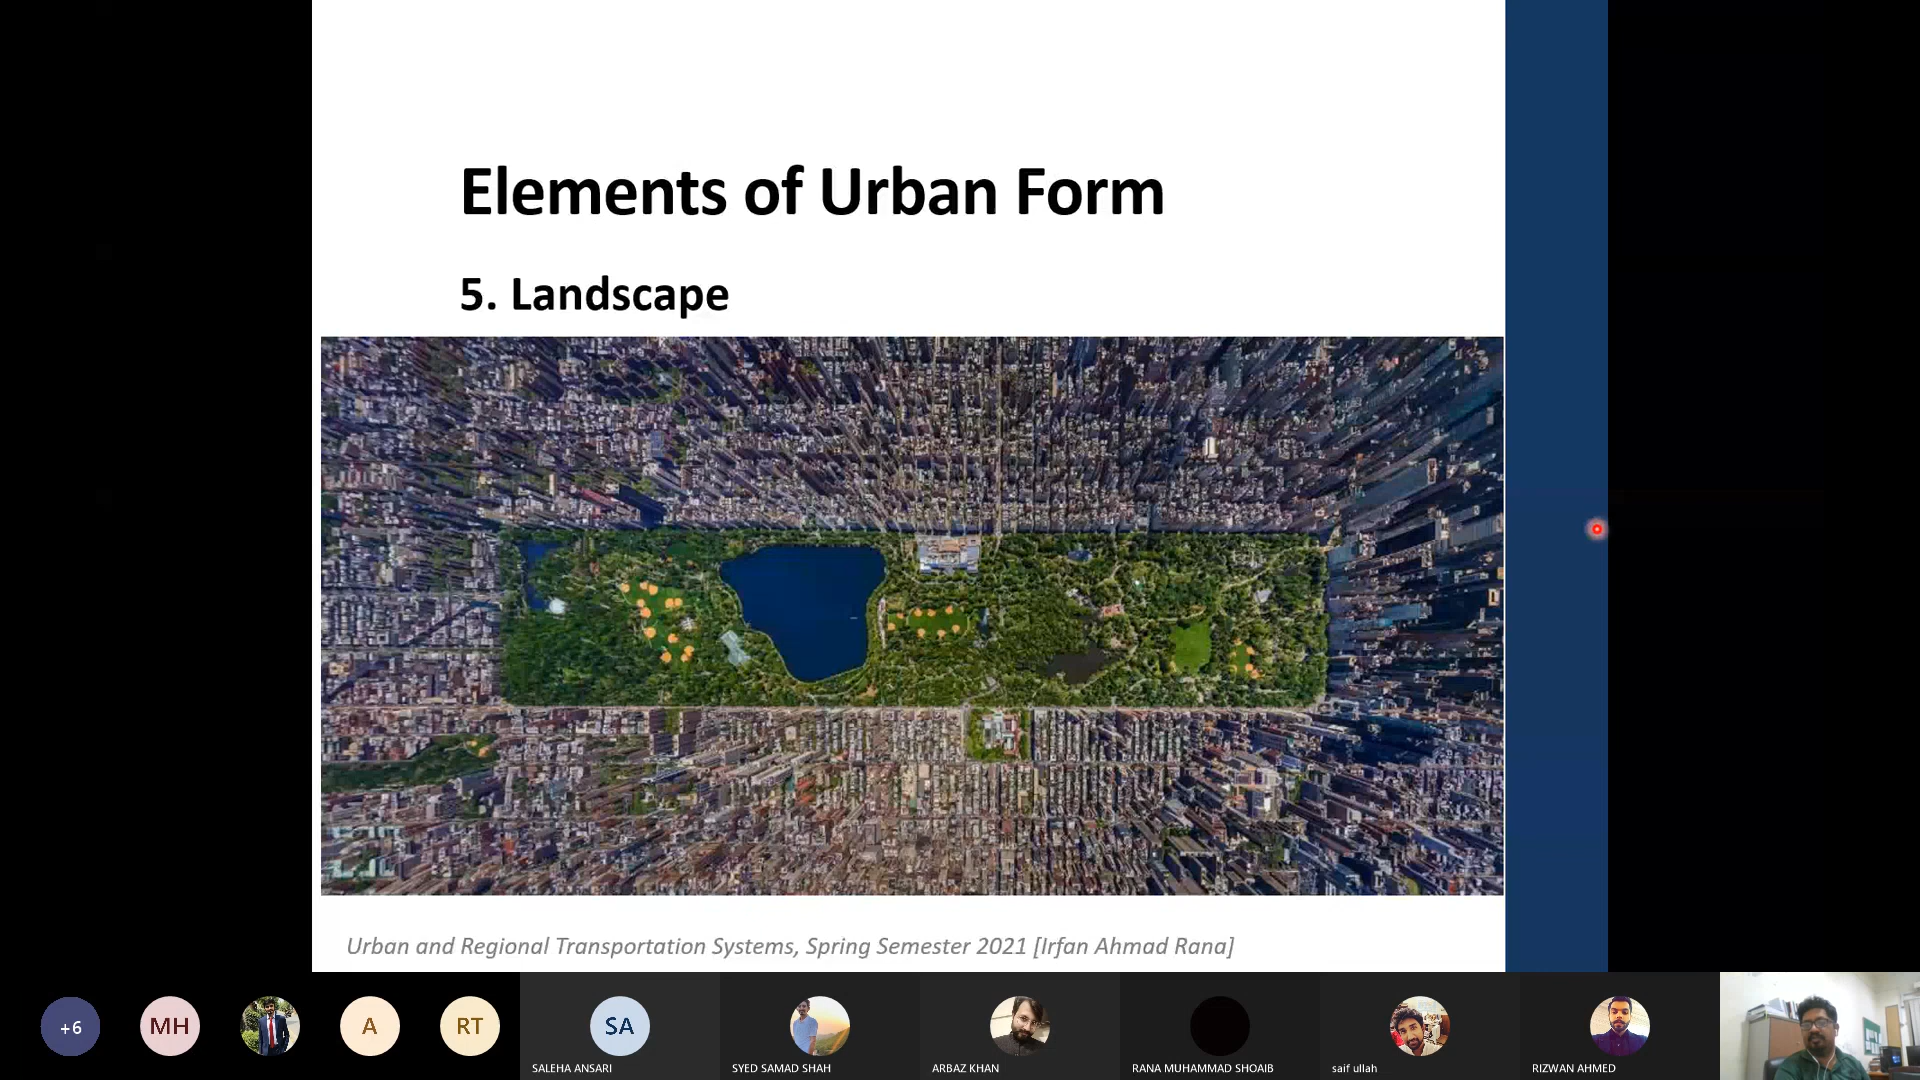 Elements of Urban Form
5. Landscape
Urban and Regional Transportation Systems, Spring Semester 2021 [Irfan Ahmad Rana]
+6
MH
A
RT
SA
SALEHA ANSARI
SYED SAMAD SHAH
ARBAZ KHAN
RANA MUHAMMAD SHOAIB
saif ullah
RIZWAN AHMED